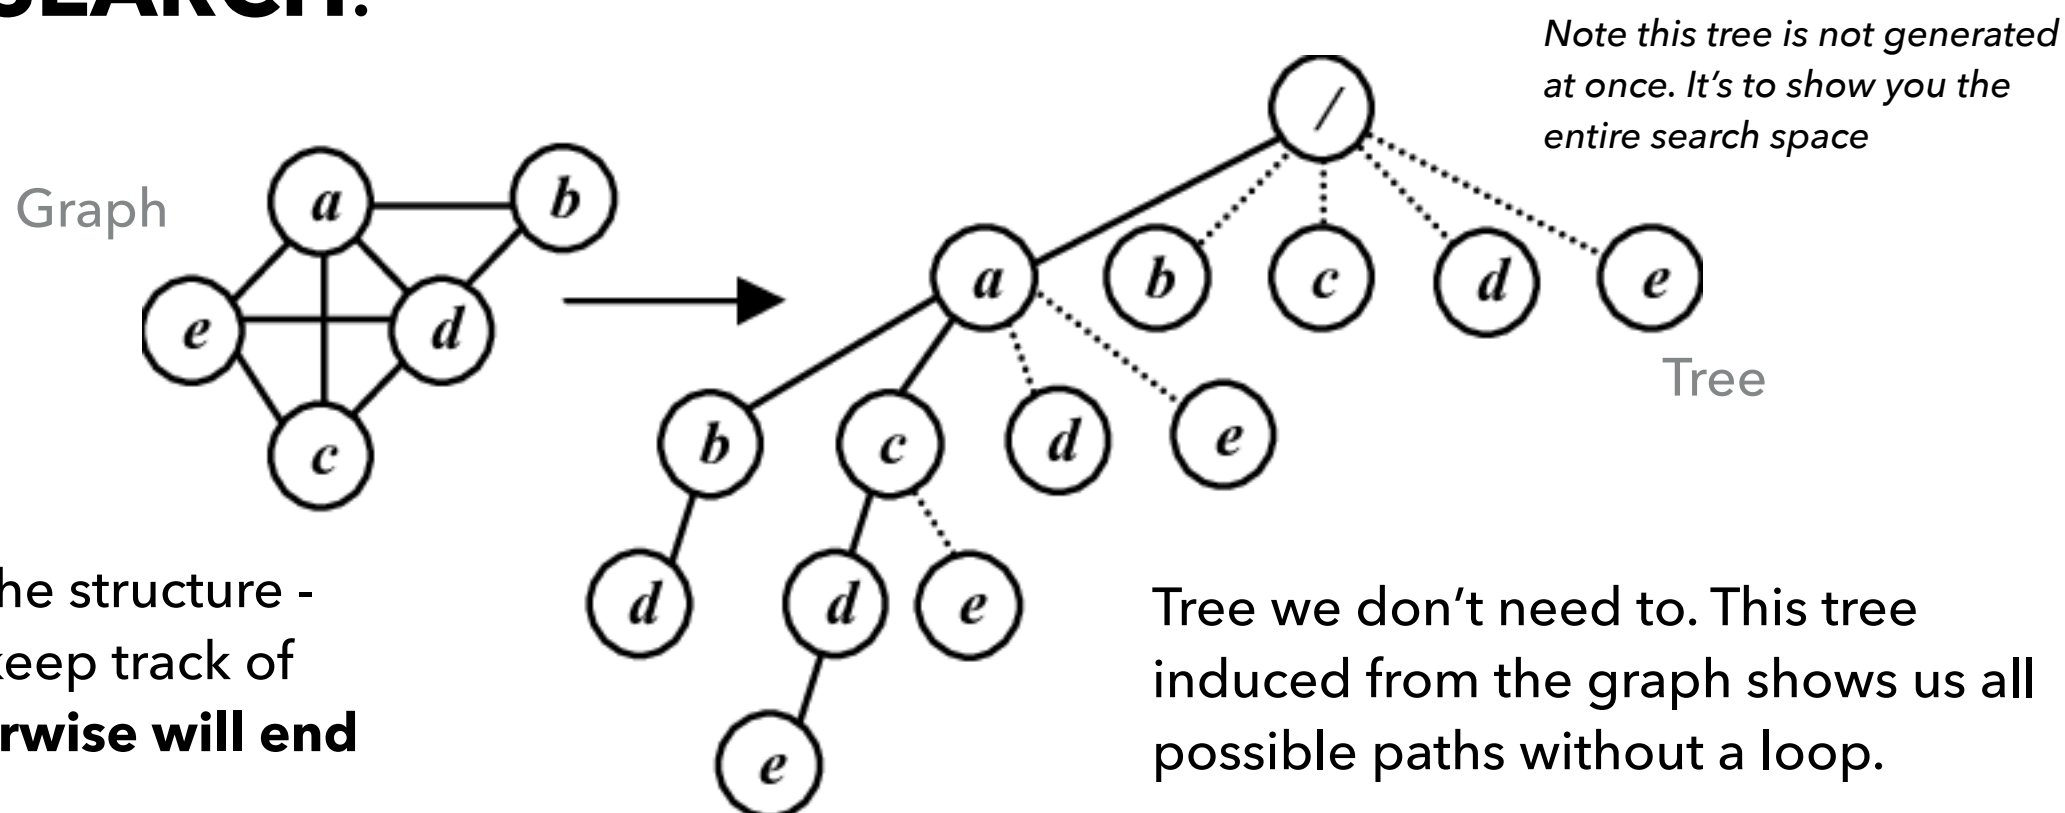 SEARCH.
Note this tree is not generated
at once. It's to show you the
entire search space
Graph
a
b
e
d
c
/
a
b
c
d
e
Tree
b
c
d
e
d
d
e
e
he structure -
keep track of
rwise will end
Tree we don't need to. This tree
induced from the graph shows us all
possible paths without a loop.